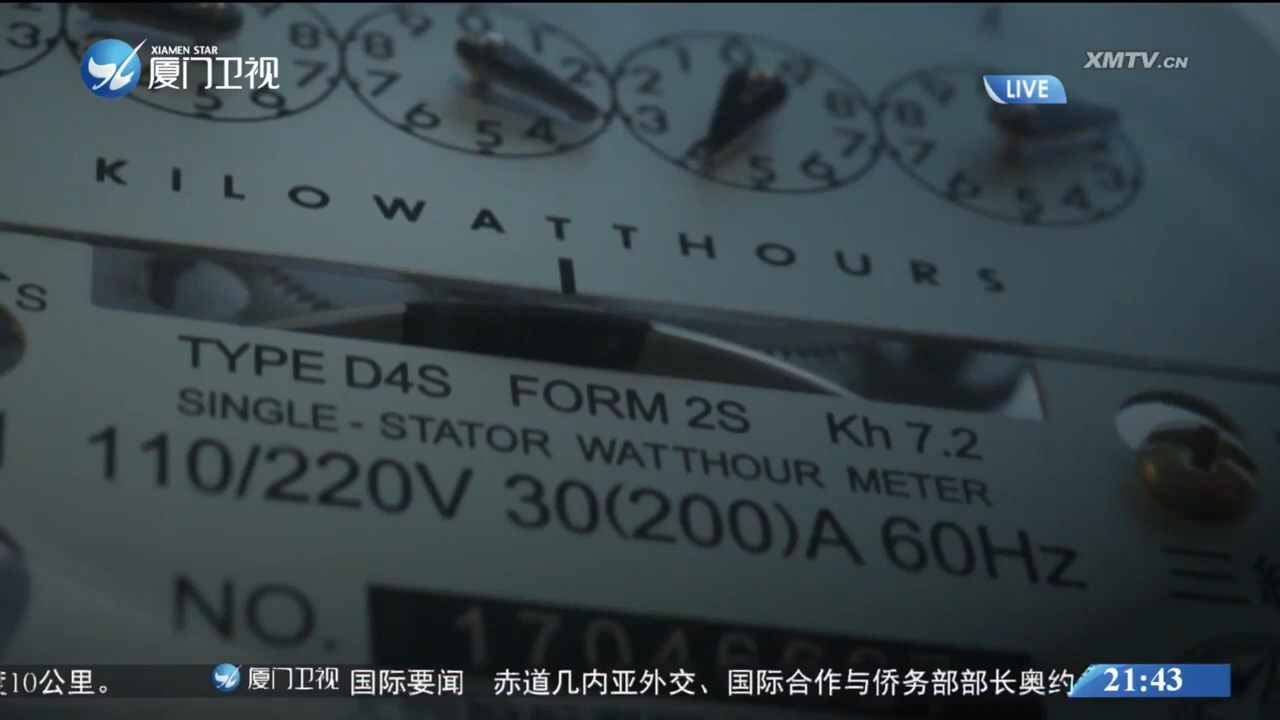 XIAMEN STAR
厦门卫视
XMTV.CN
LIVE
KILOWATTHOURS
TYPE D4S FORM 2S Kh 7.2
SINGLE-STATOR WATTHOUR METER
110/220V 30(200)A 60Hz
NO.
度10公里。 厦门卫视 国际要闻 赤道几内亚外交、国际合作与侨务部部长奥约
21:43